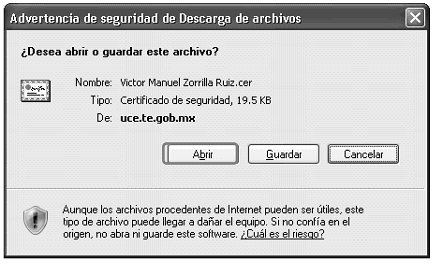 Advertencia de seguridad de Descarga de archivos
¿Desea abrir o guardar este archivo?
Nombre: Victor Manuel Zorrilla Ruiz.cer
Tipo: Certificado de seguridad, 19.5 KB
De: uce.te.gob.mx
Abrir Guardar Cancelar
Aunque los archivos procedentes de Internet pueden ser útiles, este
tipo de archivo puede llegar a dañar el equipo. Si no confía en el
origen, no abra ni guarde este software. ¿Cuál es el riesgo?